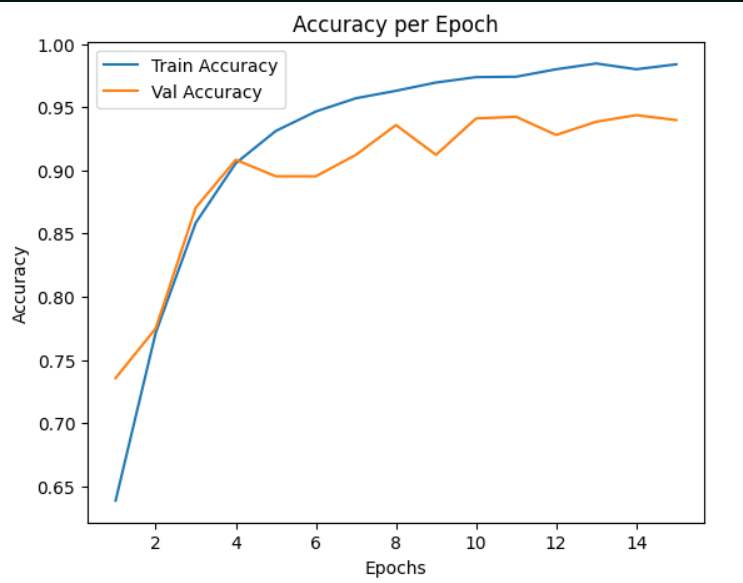 Accuracy per Epoch
1.00
Train Accuracy
Val Accuracy
0.95
0.90
0.85
0.80
0.75
0.70
0.65
Accuracy
2 4 6 8 10 12 14
Epochs